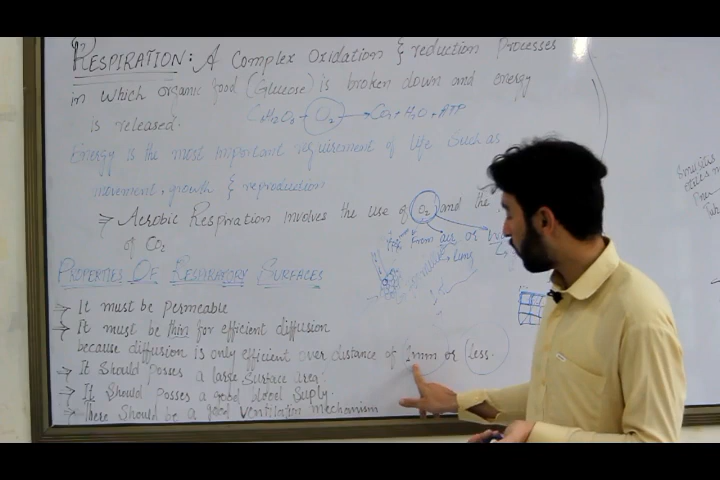 RESPIRATION: A Complex Oxidation & reduction Processes
in which organic food (Glucose) is broken down and energy
is released.
O2 → CO2 + H2O + ATP
Energy is the most important requirement of life Such as
movement, growth & reproduction
⇒ Aerobic Respiration involves the use of O2 and the
of CO2
From air or
lung
PROPERTIES OF RESPIRATORY SURFACES
⇒ It must be permeable
⇒ It must be thin for efficient diffusion
because diffusion is only efficient over distance of 1mm or less.
⇒ It Should Posses a large Surface area.
⇒ It Should Posses a good blood Suply.
⇒ There Should be a good ventilation mechanism